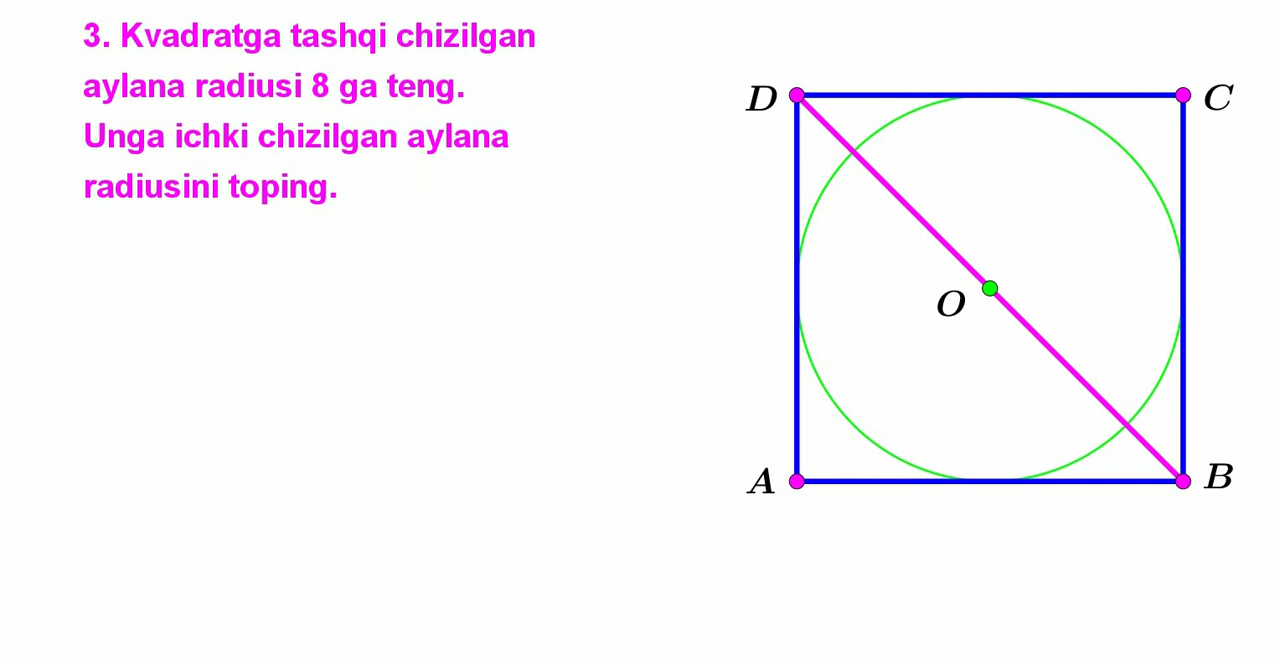 3. Kvadratga tashqi chizilgan
aylana radiusi 8 ga teng.
Unga ichki chizilgan aylana
radiusini toping.
D
C
O
A
B